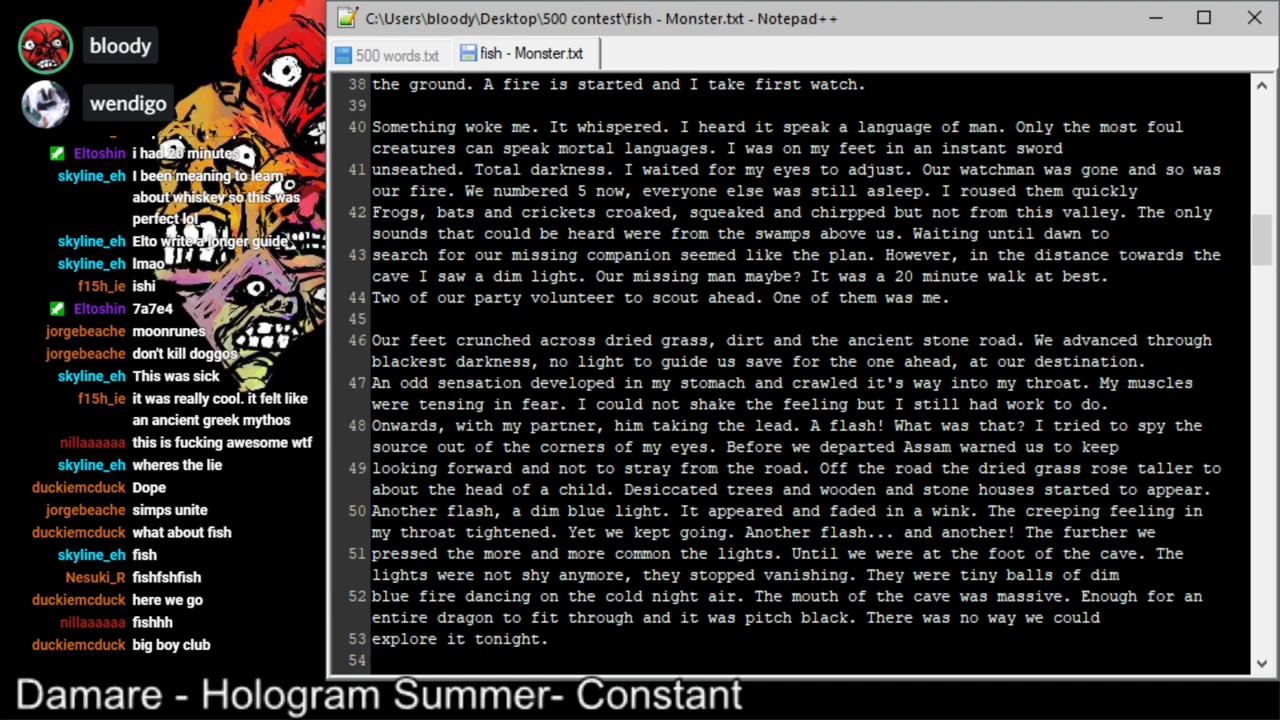 bloody
wendigo
Eltoshin i had 20 minutes
skyline_eh I been meaning to learn
about whiskey so this was
perfect lol
skyline_eh Elto write a longer guide
skyline_eh lmao
f15h_ie ishi
Eltoshin 7a7e4
jorgebeache moonrunes
jorgebeache don't kill doggos
skyline_eh This was sick
f15h_ie it was really cool. it felt like
an ancient greek mythos
nillaaaaaa this is fucking awesome wtf
skyline_eh wheres the lie
duckiemcduck Dope
jorgebeache simps unite
duckiemcduck what about fish
skyline_eh fish
Nesuki_R fishfshfish
duckiemcduck here we go
nillaaaaaa fishhh
duckiemcduck big boy club
C:\Users\bloody\Desktop\500 contest\fish - Monster.txt - Notepad++
500 words.txt
fish - Monster.txt
38 the ground. A fire is started and I take first watch.
39
40 Something woke me. It whispered. I heard it speak a language of man. Only the most foul
creatures can speak mortal languages. I was on my feet in an instant sword
41 unseathed. Total darkness. I waited for my eyes to adjust. Our watchman was gone and so was
our fire. We numbered 5 now, everyone else was still asleep. I roused them quickly
42 Frogs, bats and crickets croaked, squeaked and chirpped but not from this valley. The only
sounds that could be heard were from the swamps above us. Waiting until dawn to
43 search for our missing companion seemed like the plan. However, in the distance towards the
cave I saw a dim light. Our missing man maybe? It was a 20 minute walk at best.
44 Two of our party volunteer to scout ahead. One of them was me.
45
46 Our feet crunched across dried grass, dirt and the ancient stone road. We advanced through
blackest darkness, no light to guide us save for the one ahead, at our destination.
47 An odd sensation developed in my stomach and crawled it's way into my throat. My muscles
were tensing in fear. I could not shake the feeling but I still had work to do.
48 Onwards, with my partner, him taking the lead. A flash! What was that? I tried to spy the
source out of the corners of my eyes. Before we departed Assam warned us to keep
49 looking forward and not to stray from the road. Off the road the dried grass rose taller to
about the head of a child. Desiccated trees and wooden and stone houses started to appear.
50 Another flash, a dim blue light. It appeared and faded in a wink. The creeping feeling in
my throat tightened. Yet we kept going. Another flash... and another! The further we
51 pressed the more and more common the lights. Until we were at the foot of the cave. The
lights were not shy anymore, they stopped vanishing. They were tiny balls of dim
52 blue fire dancing on the cold night air. The mouth of the cave was massive. Enough for an
entire dragon to fit through and it was pitch black. There was no way we could
53 explore it tonight.
54
Damare - Hologram Summer- Constant